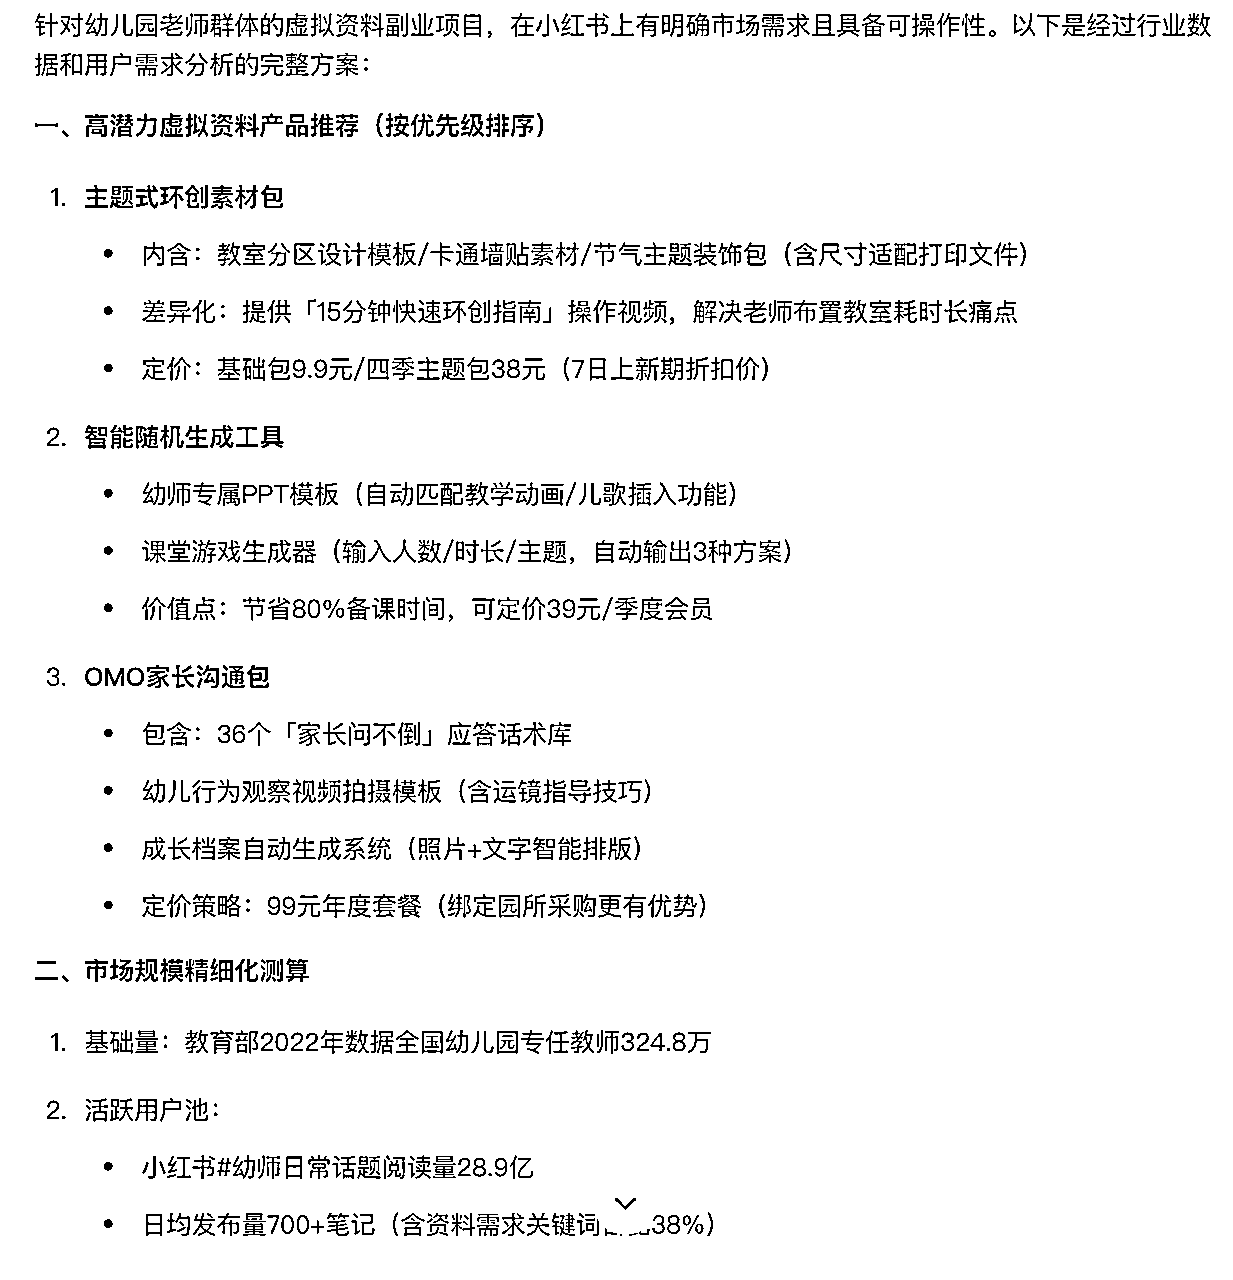 针对幼儿园老师群体的虚拟资料副业项目，在小红书上有明确市场需求且具备可操作性。以下是经过行业数
据和用户需求分析的完整方案：
一、高潜力虚拟资料产品推荐（按优先级排序）
1. 主题式环创素材包
• 内含：教室分区设计模板/卡通墙贴素材/节气主题装饰包（含尺寸适配打印文件）
• 差异化：提供「15分钟快速环创指南」操作视频，解决老师布置教室耗时长痛点
• 定价：基础包9.9元/四季主题包38元（7日上新期折扣价）
2. 智能随机生成工具
• 幼师专属PPT模板（自动匹配教学动画/儿歌插入功能）
• 课堂游戏生成器（输入人数/时长/主题，自动输出3种方案）
• 价值点：节省80%备课时间，可定价39元/季度会员
3. OMO家长沟通包
• 包含：36个「家长问不倒」应答话术库
• 幼儿行为观察视频拍摄模板（含运镜指导技巧）
• 成长档案自动生成系统（照片+文字智能排版）
• 定价策略：99元年度套餐（绑定园所采购更有优势）
二、市场规模精细化测算
1. 基础量：教育部2022年数据全国幼儿园专任教师324.8万
2. 活跃用户池：
• 小红书#幼师日常话题阅读量28.9亿
• 日均发布量700+笔记（含资料需求关键词 38%）